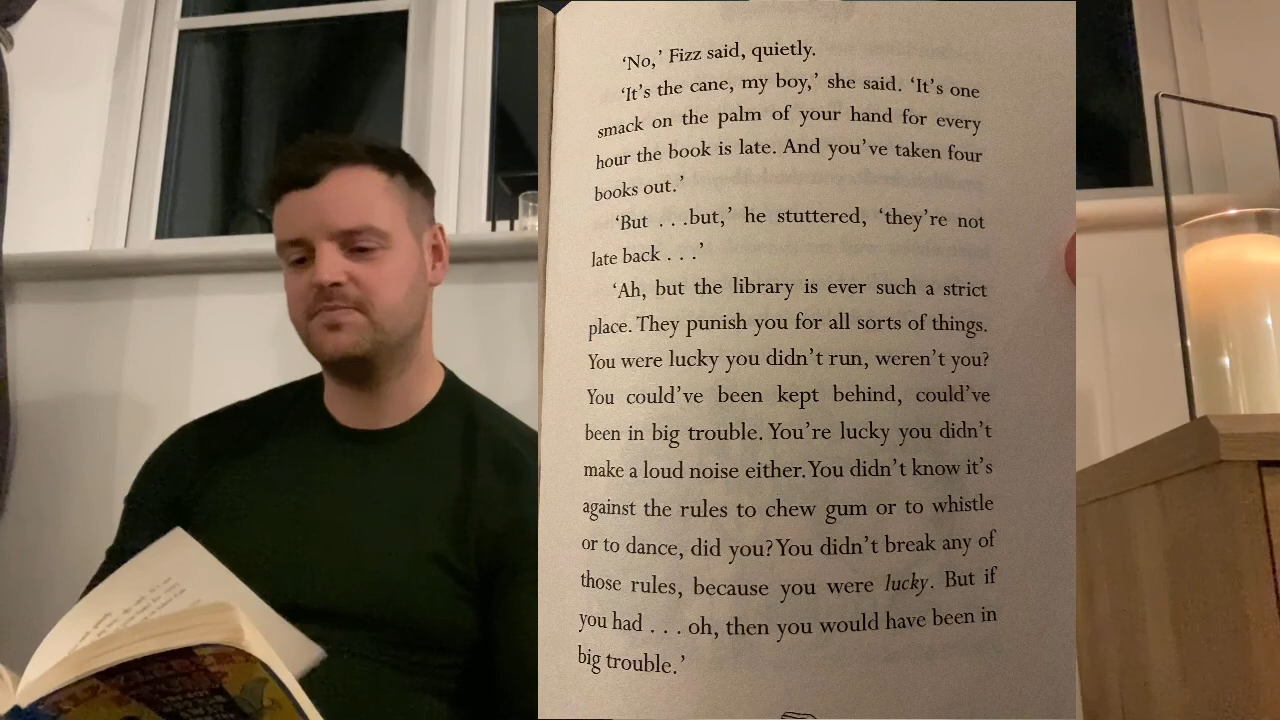 ‘No,’ Fizz said, quietly.
‘It's the cane, my boy,’ she said. ‘It's one
smack on the palm of your hand for every
hour the book is late. And you've taken four
books out.’
‘But . . .but,’ he stuttered, ‘they're not
late back . . .’
‘Ah, but the library is ever such a strict
place. They punish you for all sorts of things.
You were lucky you didn't run, weren't you?
You could've been kept behind, could've
been in big trouble. You're lucky you didn't
make a loud noise either. You didn't know it's
against the rules to chew gum or to whistle
or to dance, did you? You didn't break any of
those rules, because you were lucky. But if
you had . . . oh, then you would have been in
big trouble.’